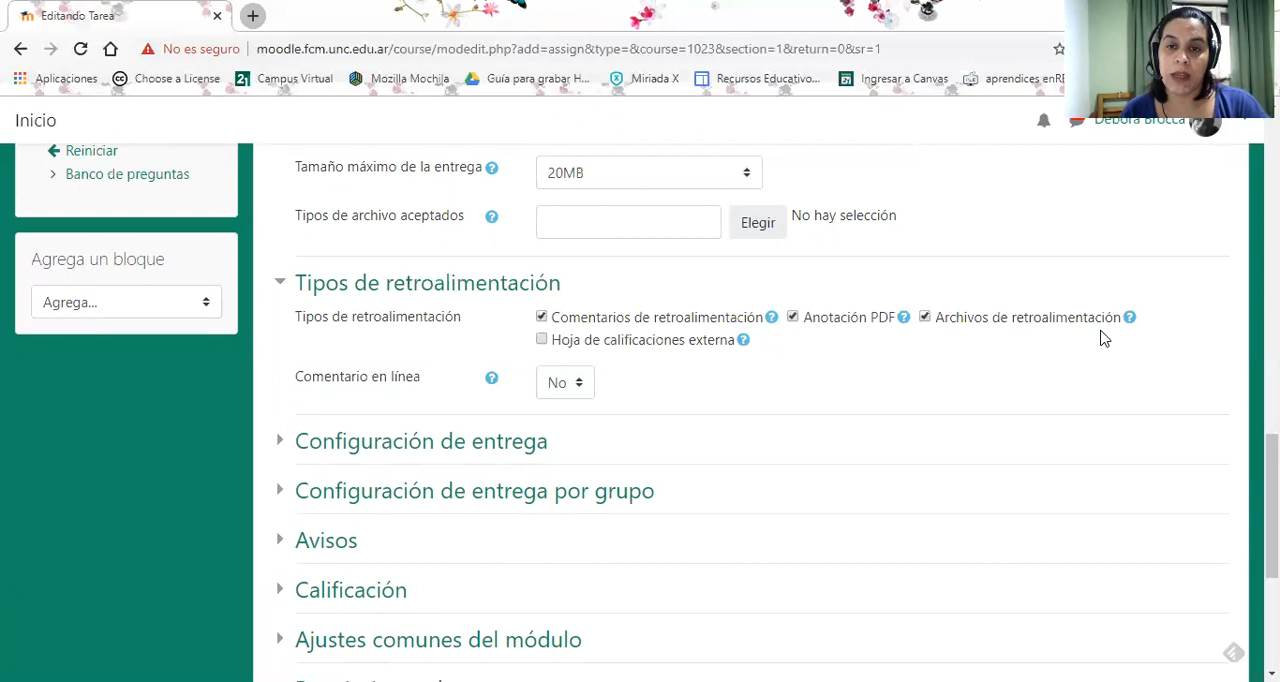 Editando Tarea
No es seguro
moodle.fcm.unc.edu.ar/course/modedit.php?add=assign&type=&course=1023&section=1&return=0&sr=1
Aplicaciones
Choose a License
Campus Virtual
Mozilla Mochila
Guía para grabar H...
Miriada X
Recursos Educativo...
Ingresar a Canvas
aprendices enRE
Inicio
Debora Brocca
Reiniciar
Banco de preguntas
Agrega un bloque
Agrega...
Tamaño máximo de la entrega
20MB
Tipos de archivo aceptados
Elegir
No hay selección
Tipos de retroalimentación
Tipos de retroalimentación
Comentarios de retroalimentación
Anotación PDF
Archivos de retroalimentación
Hoja de calificaciones externa
Comentario en línea
No
Configuración de entrega
Configuración de entrega por grupo
Avisos
Calificación
Ajustes comunes del módulo